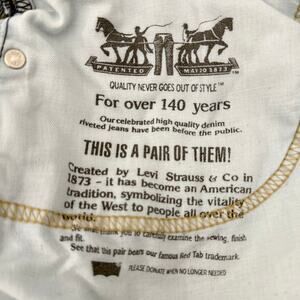 PATENTED MAY 20 1873
QUALITY NEVER GOES OUT OF STYLE™
For over 140 years
Our celebrated high quality denim
riveted jeans have been before the public.
THIS IS A PAIR OF THEM!
Created by Levi Strauss & Co in
1873 - it has become an American
tradition, symbolizing the vitality
of the West to people all over the
world.
you to carefully examine the sewing, finish
and fit.
See that this pair bears our famous Red Tab trademark.
PLEASE DONATE WHEN NO LONGER NEEDED